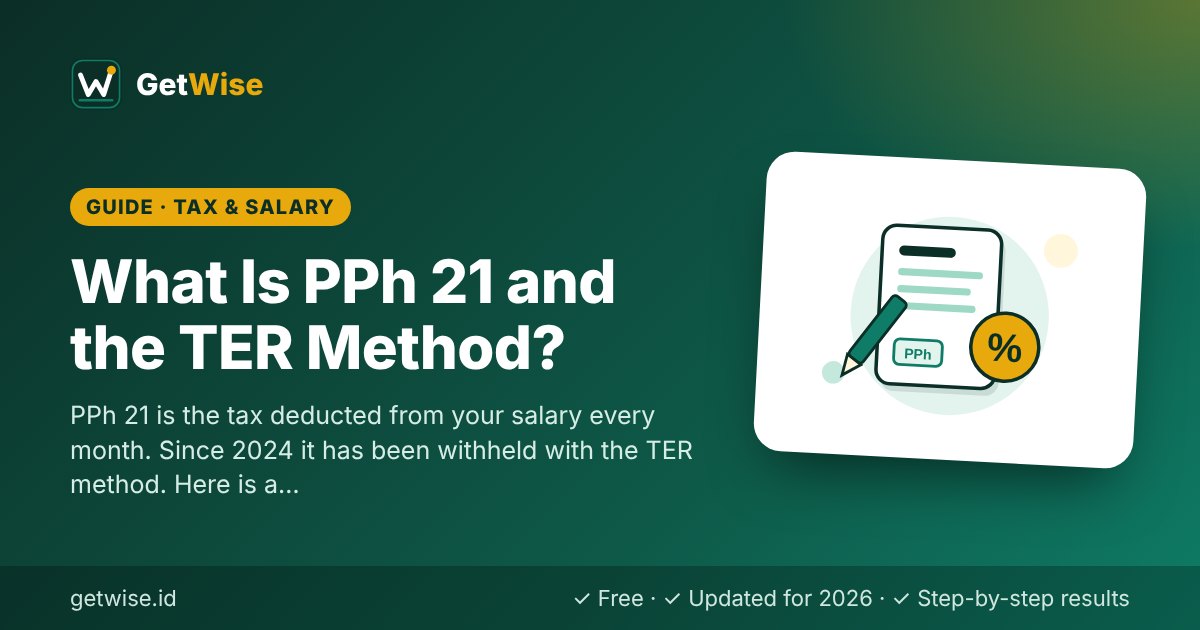 GetWise
GUIDE · TAX & SALARY
What Is PPh 21 and
the TER Method?
PPh 21 is the tax deducted from your salary every
month. Since 2024 it has been withheld with the TER
method. Here is a...
PPh
%
getwise.id
✓ Free · ✓ Updated for 2026 · ✓ Step-by-step results